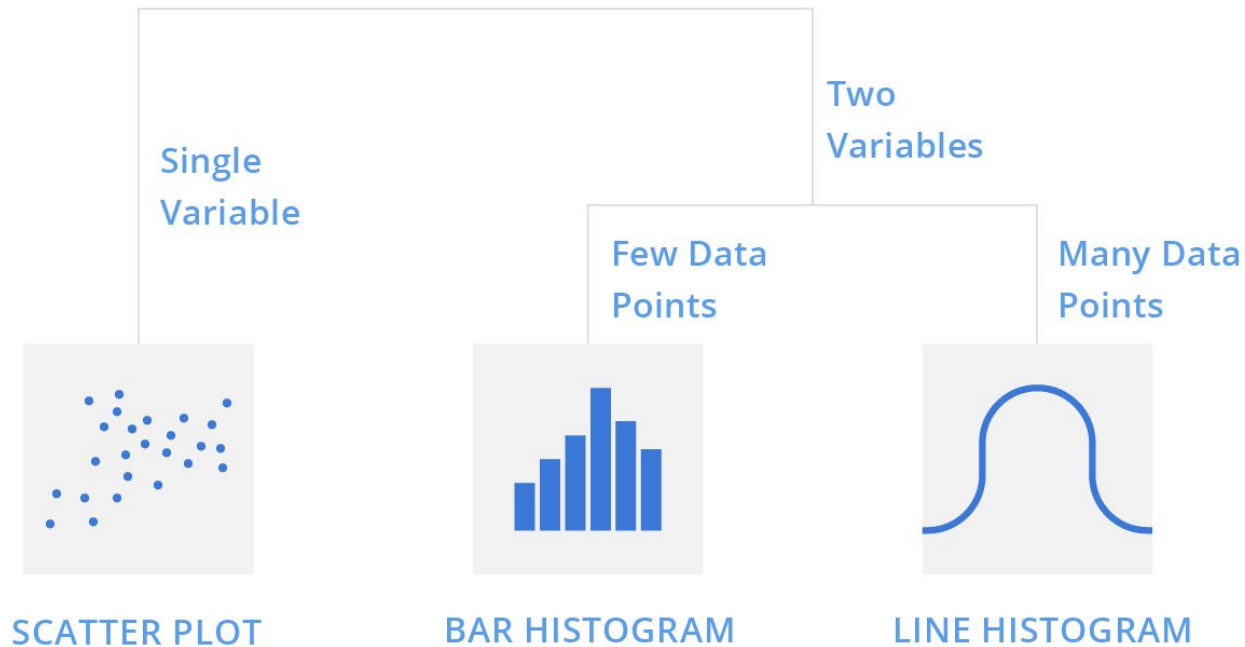 Single
Variable
Two
Variables
Few Data
Points
Many Data
Points
SCATTER PLOT
BAR HISTOGRAM
LINE HISTOGRAM